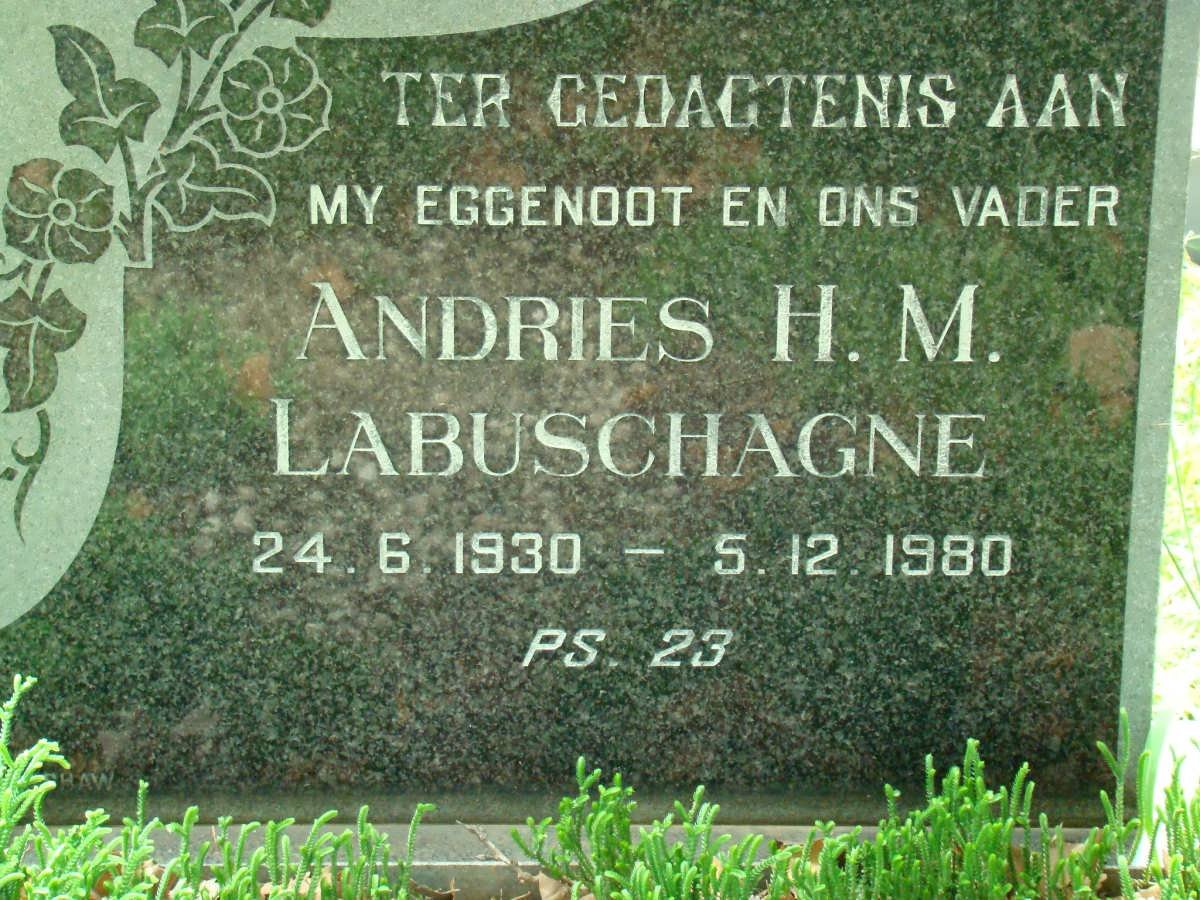 TER GEDAGTENIS AAN
MY EGGENOOT EN ONS VADER
ANDRIES H. M.
LABUSCHAGNE
24. 6. 1930 — 5. 12. 1980
PS. 23